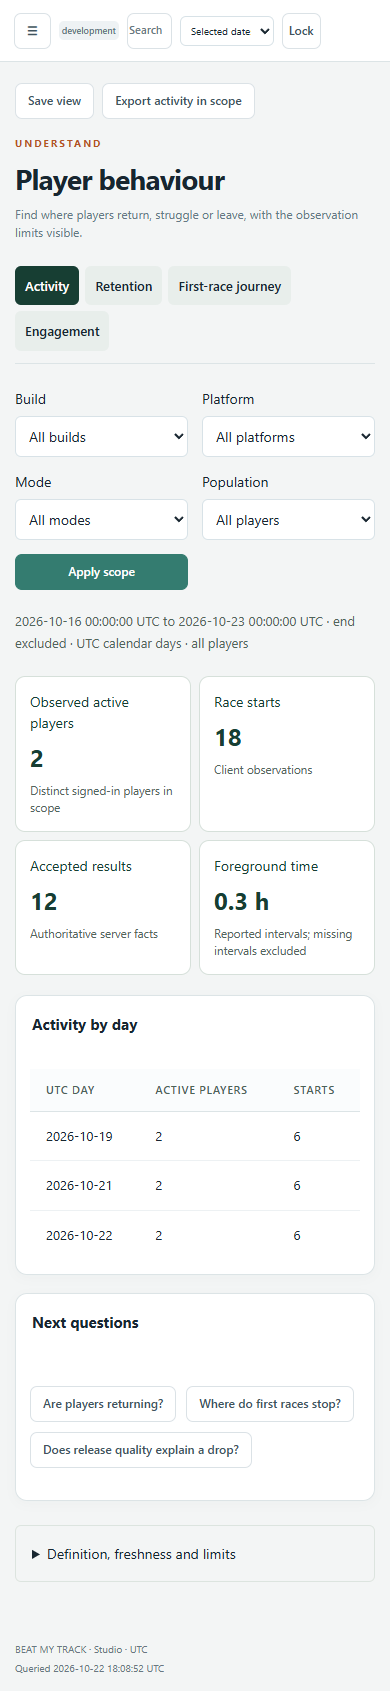 ☰ development Search Selected date Lock
Save view Export activity in scope
UNDERSTAND
Player behaviour
Find where players return, struggle or leave, with the observation
limits visible.
Activity Retention First-race journey
Engagement
Build Platform
All builds All platforms
Mode Population
All modes All players
Apply scope
2026-10-16 00:00:00 UTC to 2026-10-23 00:00:00 UTC · end
excluded · UTC calendar days · all players
Observed active
players
2
Distinct signed-in players in
scope
Race starts
18
Client observations
Accepted results
12
Authoritative server facts
Foreground time
0.3 h
Reported intervals; missing
intervals excluded
Activity by day
UTC DAY ACTIVE PLAYERS STARTS
2026-10-19 2 6
2026-10-21 2 6
2026-10-22 2 6
Next questions
Are players returning? Where do first races stop?
Does release quality explain a drop?
▶ Definition, freshness and limits
BEAT MY TRACK · Studio · UTC
Queried 2026-10-22 18:08:52 UTC